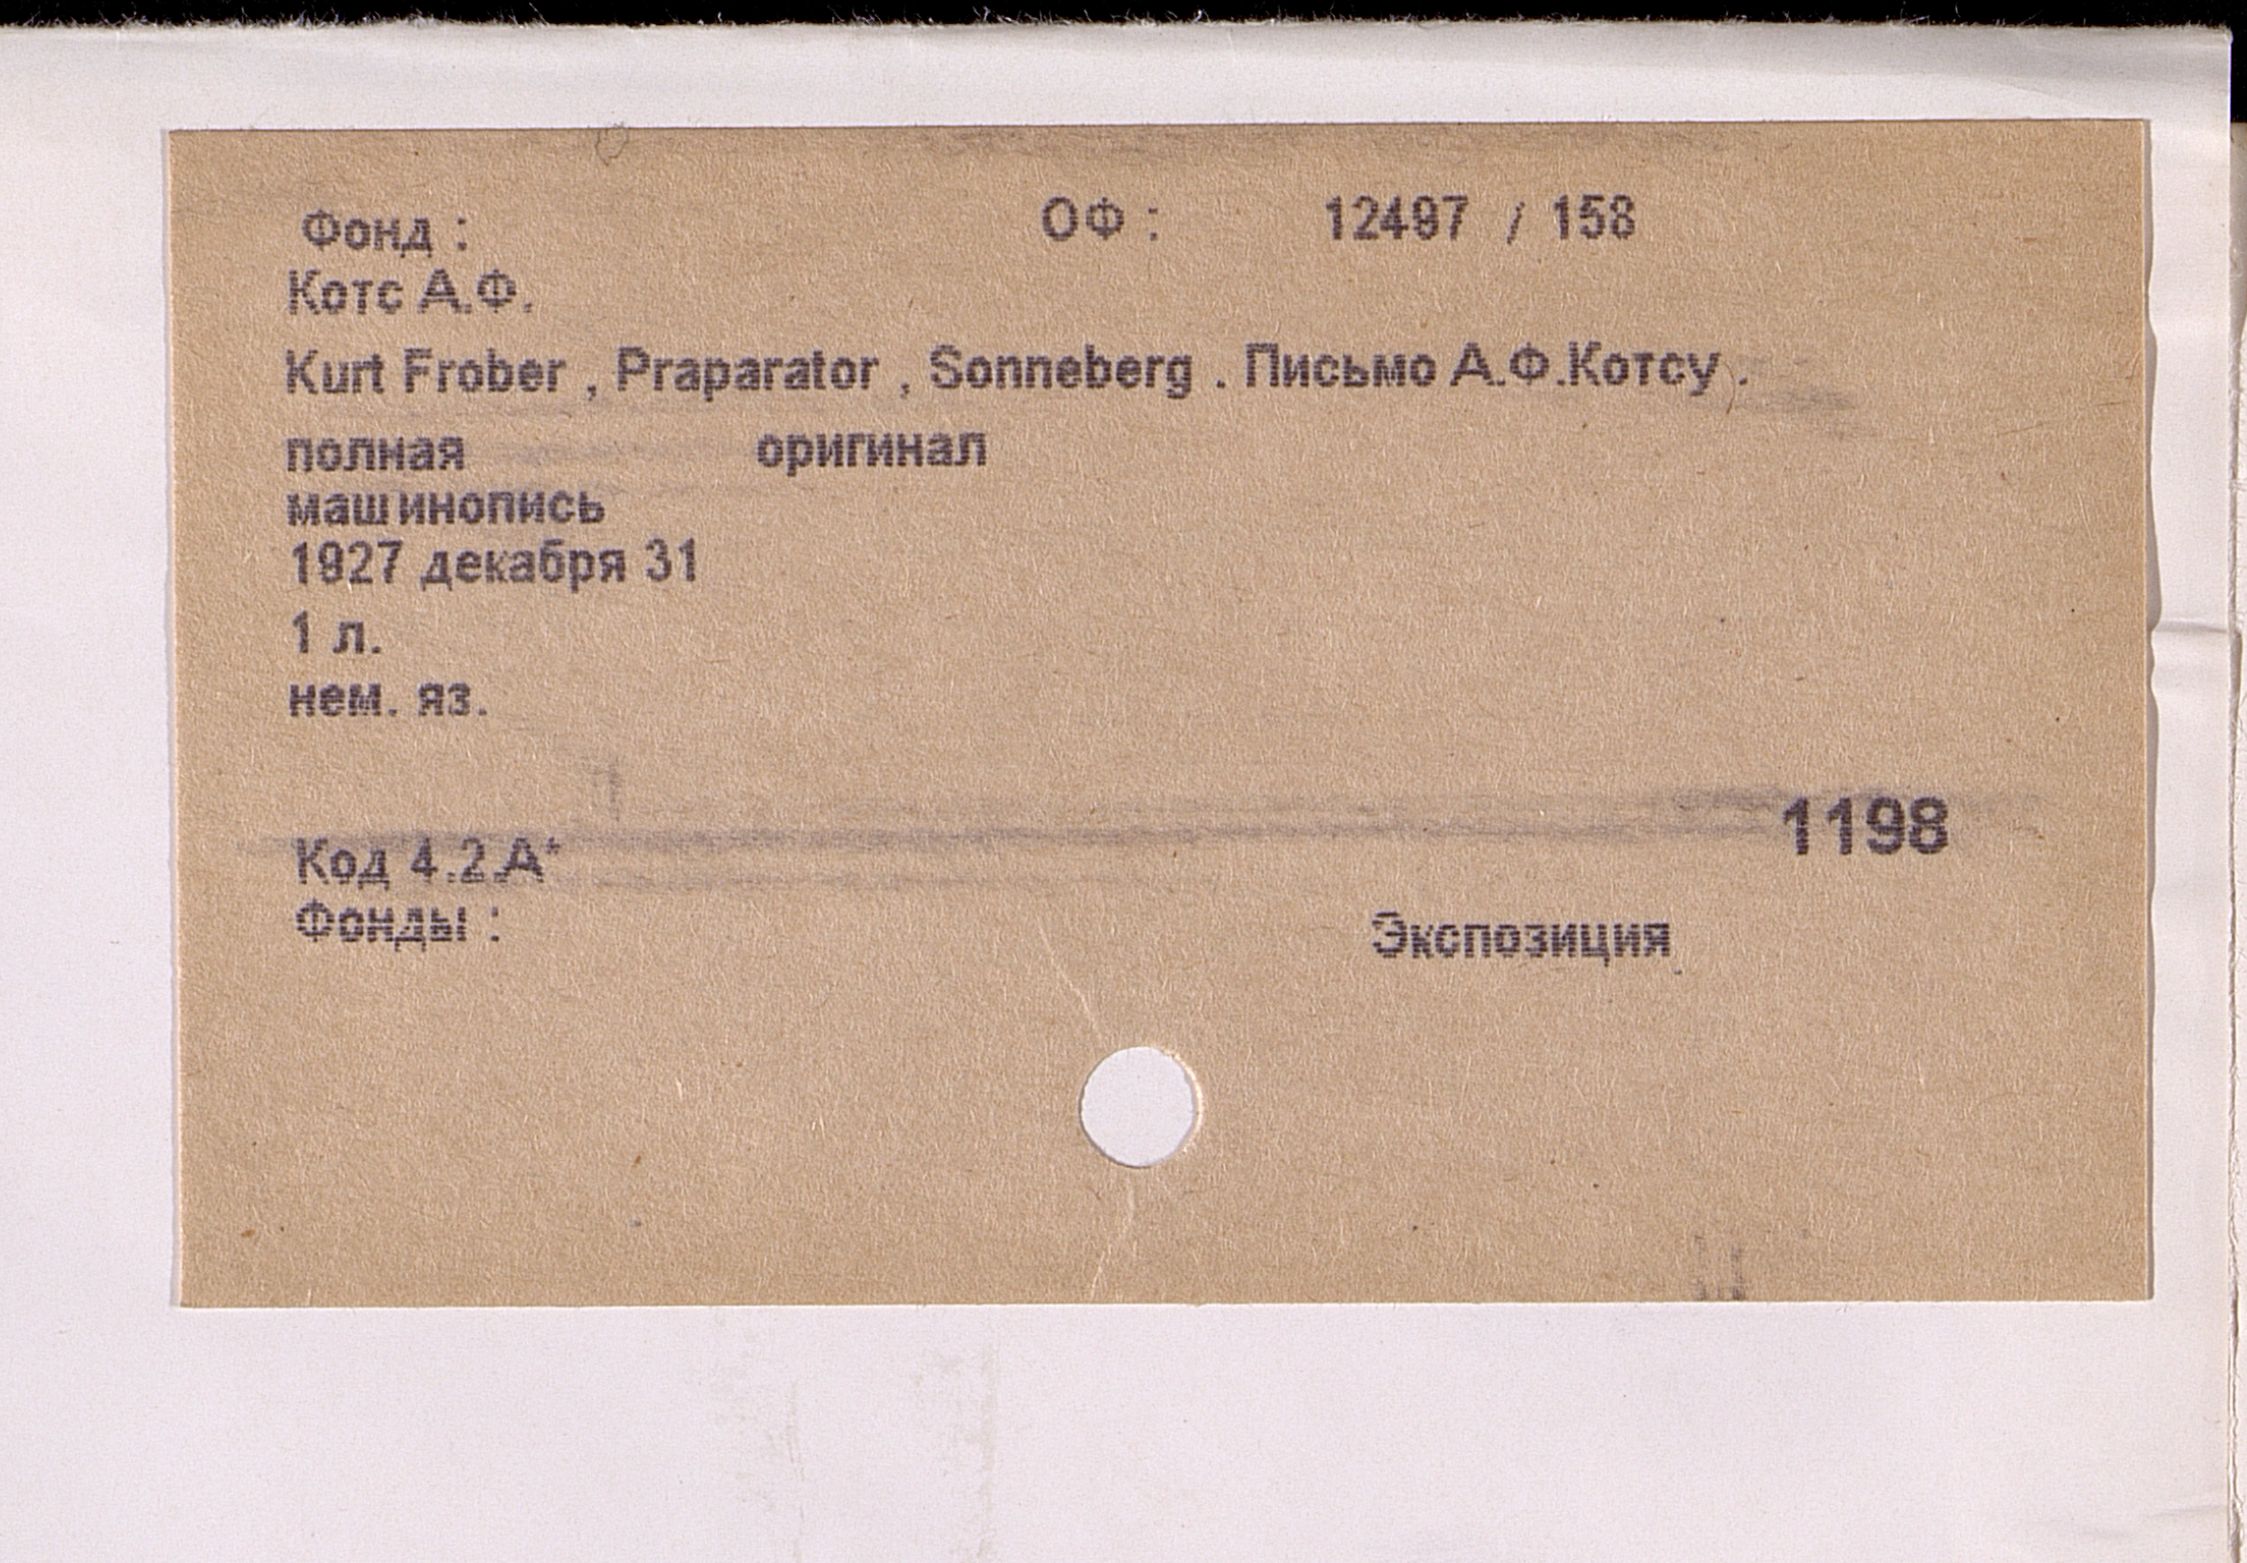 Фонд : ОФ : 12497 / 158
Котс А.Ф.
Kurt Frober , Praparator , Sonneberg . Письмо А.Ф.Котсу .
полная оригинал
машинопись
1927 декабря 31
1 л.
нем. яз.
1198
Код 4.2.А*
Фонды : Экспозиция